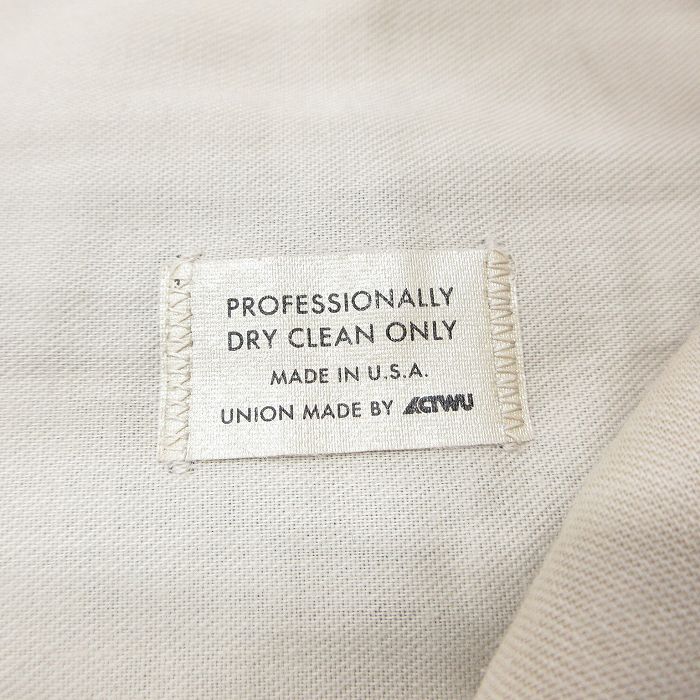 PROFESSIONALLY
DRY CLEAN ONLY
MADE IN U.S.A.
UNION MADE BY ACTWU